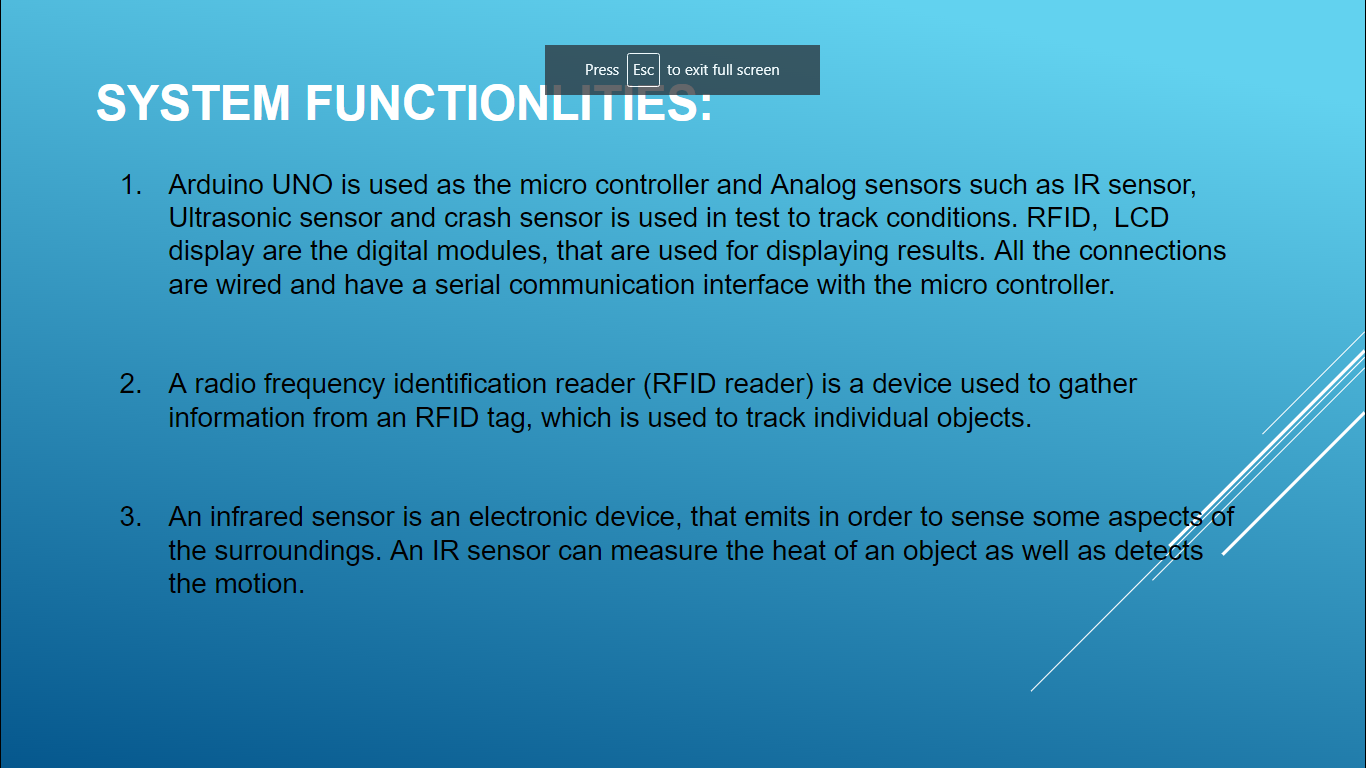 Press Esc to exit full screen
SYSTEM FUNCTIONLITIES:
1. Arduino UNO is used as the micro controller and Analog sensors such as IR sensor,
Ultrasonic sensor and crash sensor is used in test to track conditions. RFID, LCD
display are the digital modules, that are used for displaying results. All the connections
are wired and have a serial communication interface with the micro controller.
2. A radio frequency identification reader (RFID reader) is a device used to gather
information from an RFID tag, which is used to track individual objects.
3. An infrared sensor is an electronic device, that emits in order to sense some aspects of
the surroundings. An IR sensor can measure the heat of an object as well as detects
the motion.